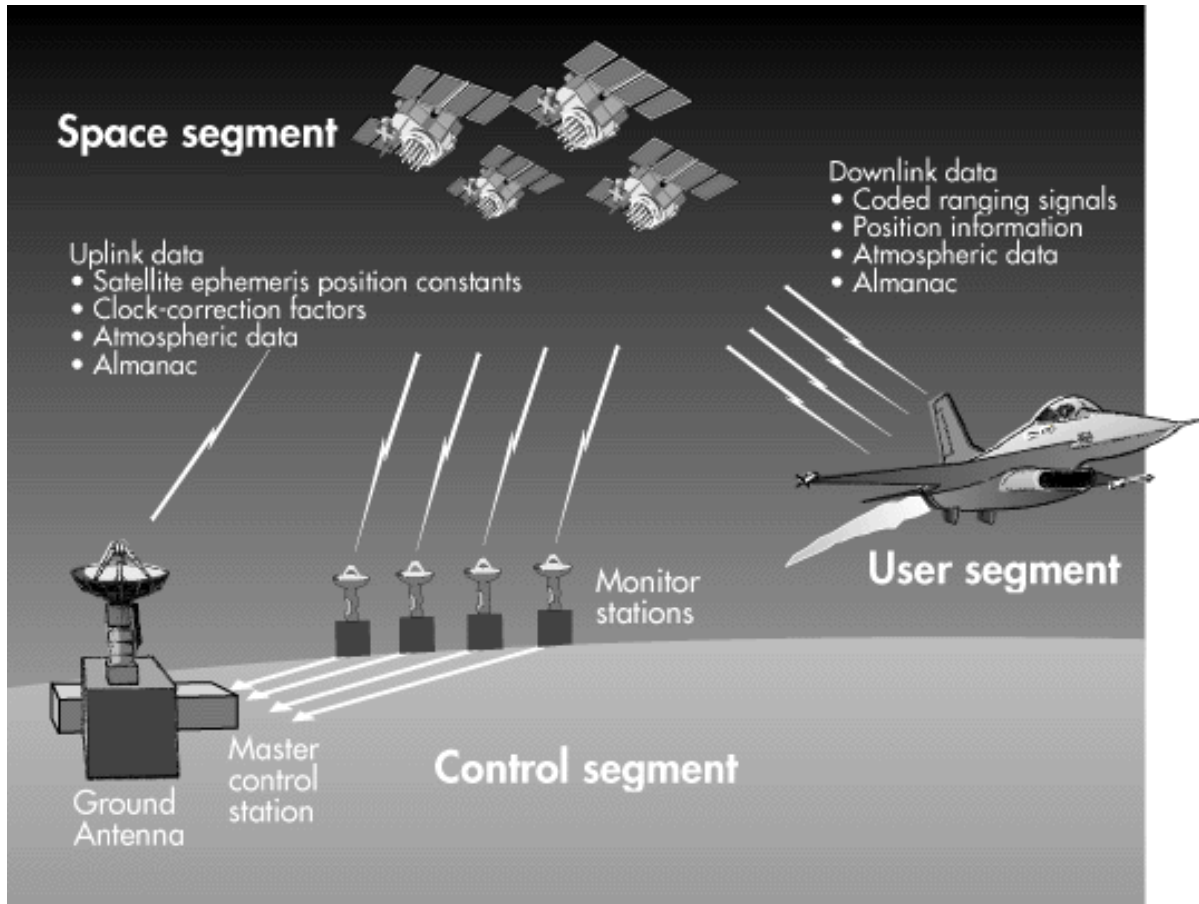 Space segment
Downlink data
• Coded ranging signals
• Position information
• Atmospheric data
• Almanac
Uplink data
• Satellite ephemeris position constants
• Clock-correction factors
• Atmospheric data
• Almanac
User segment
Monitor
stations
Master
control
station
Control segment
Ground
Antenna